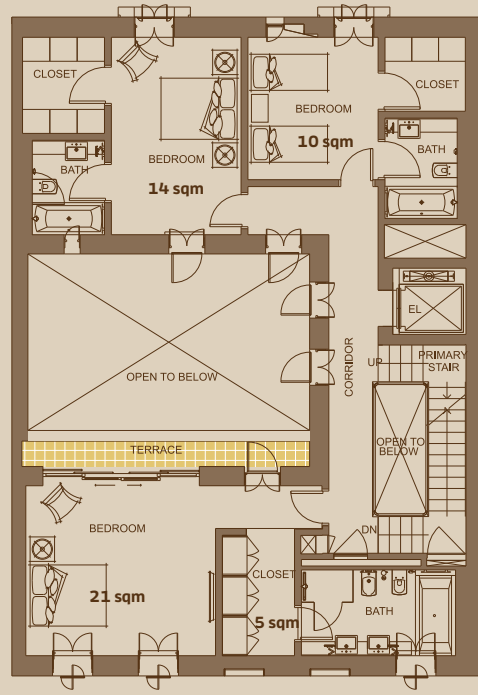 CLOSET
BEDROOM
14 sqm
BATH
BEDROOM
10 sqm
CLOSET
BATH
EL
OPEN TO BELOW
CORRIDOR
UP
PRIMARY
STAIR
OPEN TO
BELOW
DN
TERRACE
BEDROOM
21 sqm
CLOSET
5 sqm
BATH